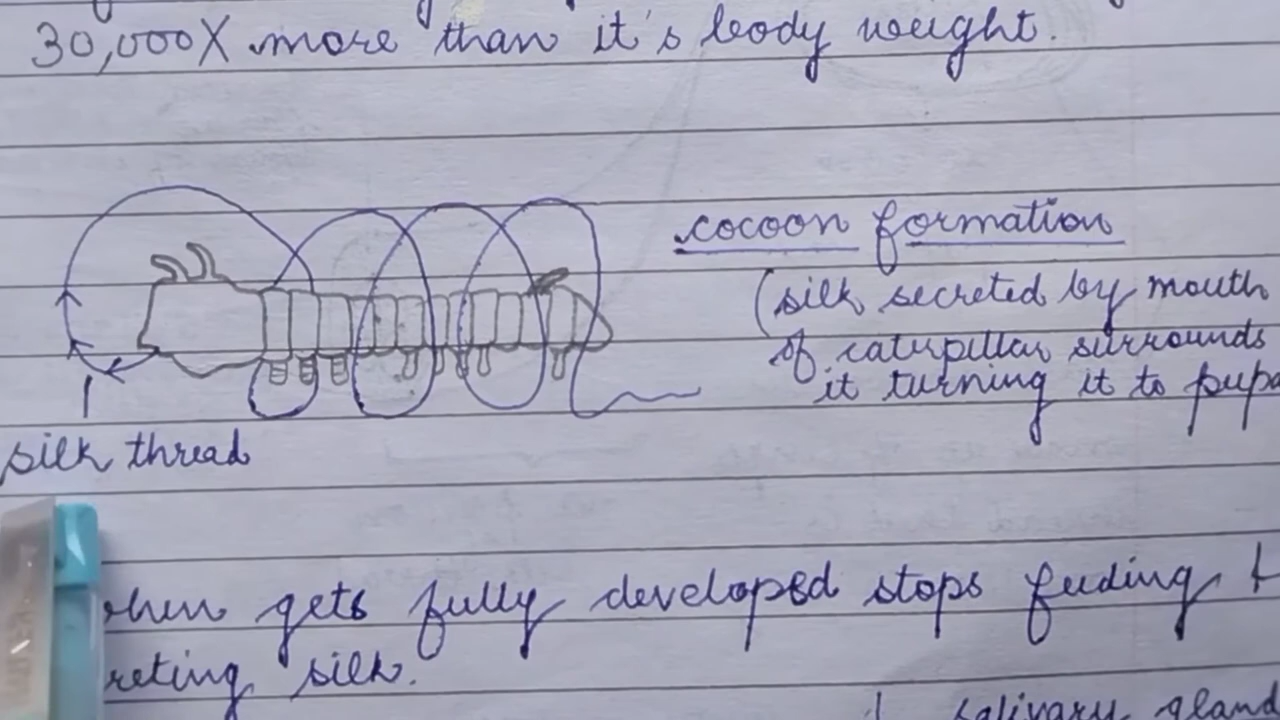 30,000X more than it's body weight.
cocoon formation
(silk secreted by mouth
of caterpillar surrounds
it turning it to pupa
silk thread
when gets fully developed stops feeding
reting silk.
salivary gland